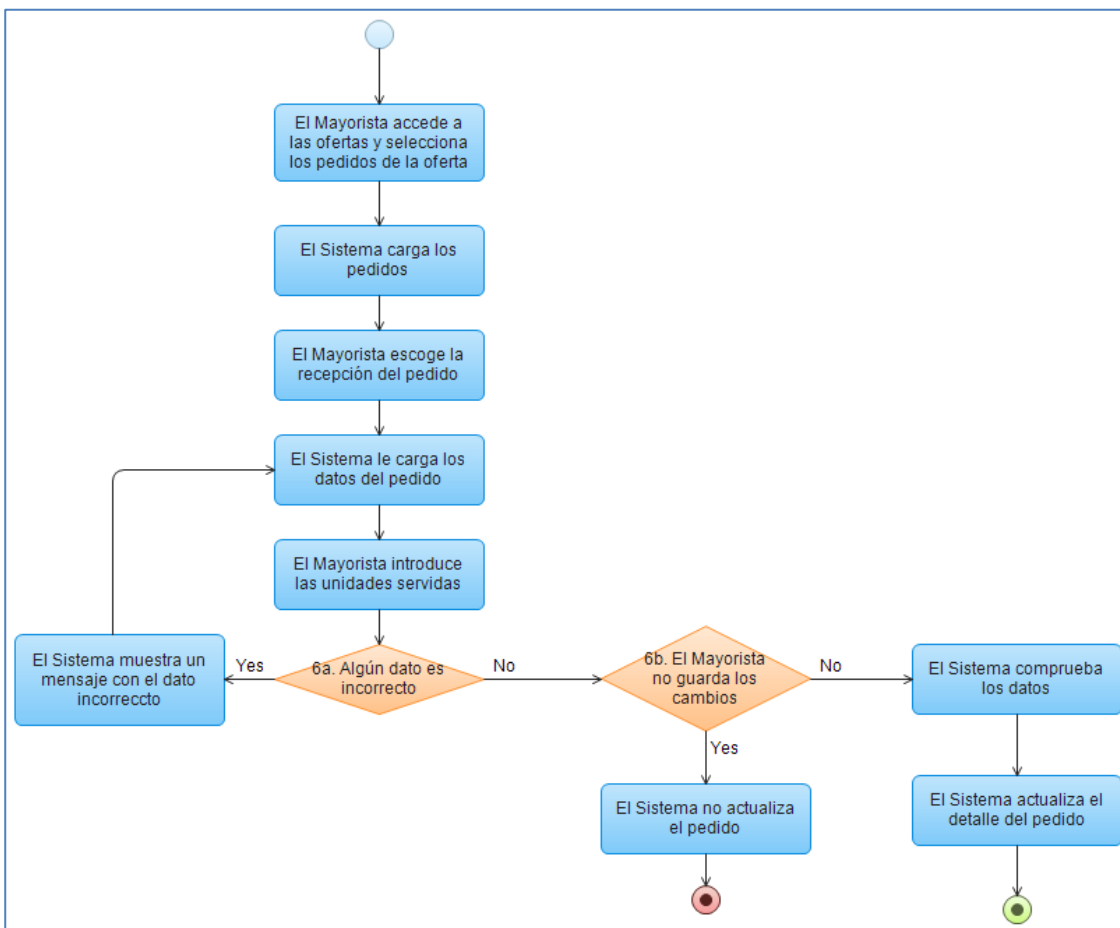 El Mayorista accede a
las ofertas y selecciona
los pedidos de la oferta
El Sistema carga los
pedidos
El Mayorista escoge la
recepción del pedido
El Sistema le carga los
datos del pedido
El Mayorista introduce
las unidades servidas
El Sistema muestra un
mensaje con el dato
incorreccto
Yes
6a. Algún dato es
incorrecto
No
6b. El Mayorista
no guarda los
cambios
No
El Sistema comprueba
los datos
Yes
El Sistema no actualiza
el pedido
El Sistema actualiza el
detalle del pedido